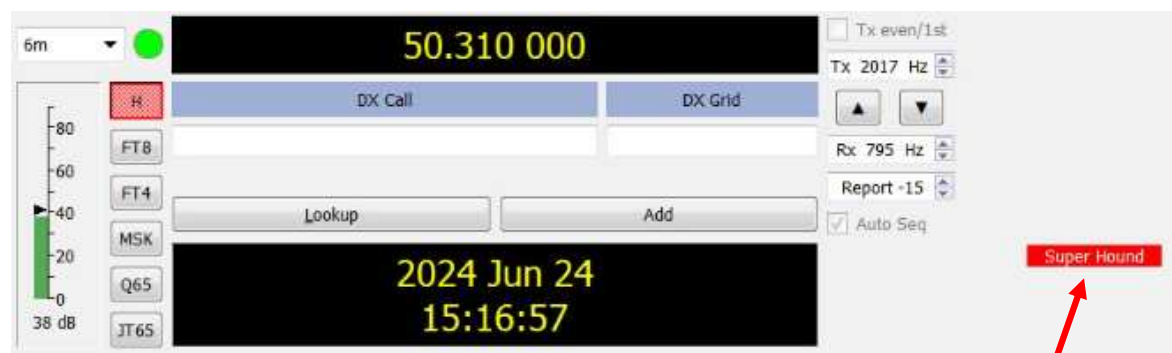 6m
50.310 000
Tx even/1st
Tx 2017 Hz
H
DX Call
DX Grid
▲
▼
80
FT8
Rx 795 Hz
60
FT4
Report -15
40
Lookup
Add
Auto Seq
MSK
20
2024 Jun 24
Super Hound
Q65
0
15:16:57
38 dB
JT65